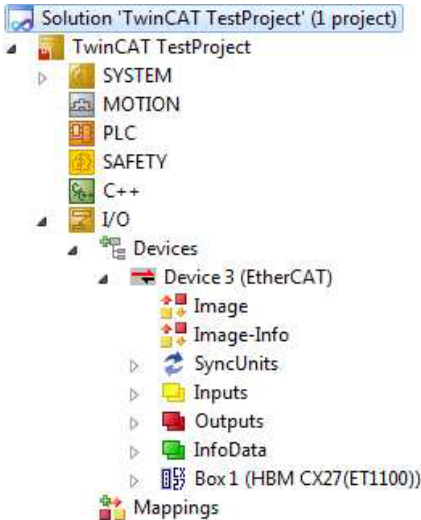 Solution 'TwinCAT TestProject' (1 project)
TwinCAT TestProject
SYSTEM
MOTION
PLC
SAFETY
C++
I/O
Devices
Device 3 (EtherCAT)
Image
Image-Info
SyncUnits
Inputs
Outputs
InfoData
Box 1 (HBM CX27(ET1100))
Mappings